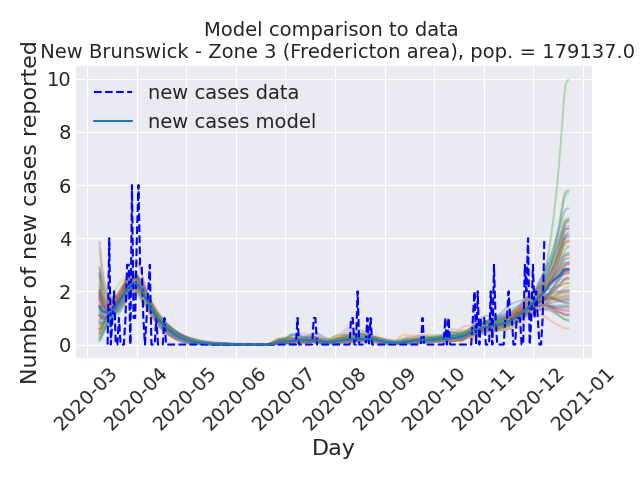 Model comparison to data
New Brunswick - Zone 3 (Fredericton area), pop. = 179137.0
Number of new cases reported
10
8
6
4
2
0
new cases data
new cases model
2020-03
2020-04
2020-05
2020-06
2020-07
2020-08
2020-09
2020-10
2020-11
2020-12
2021-01
Day